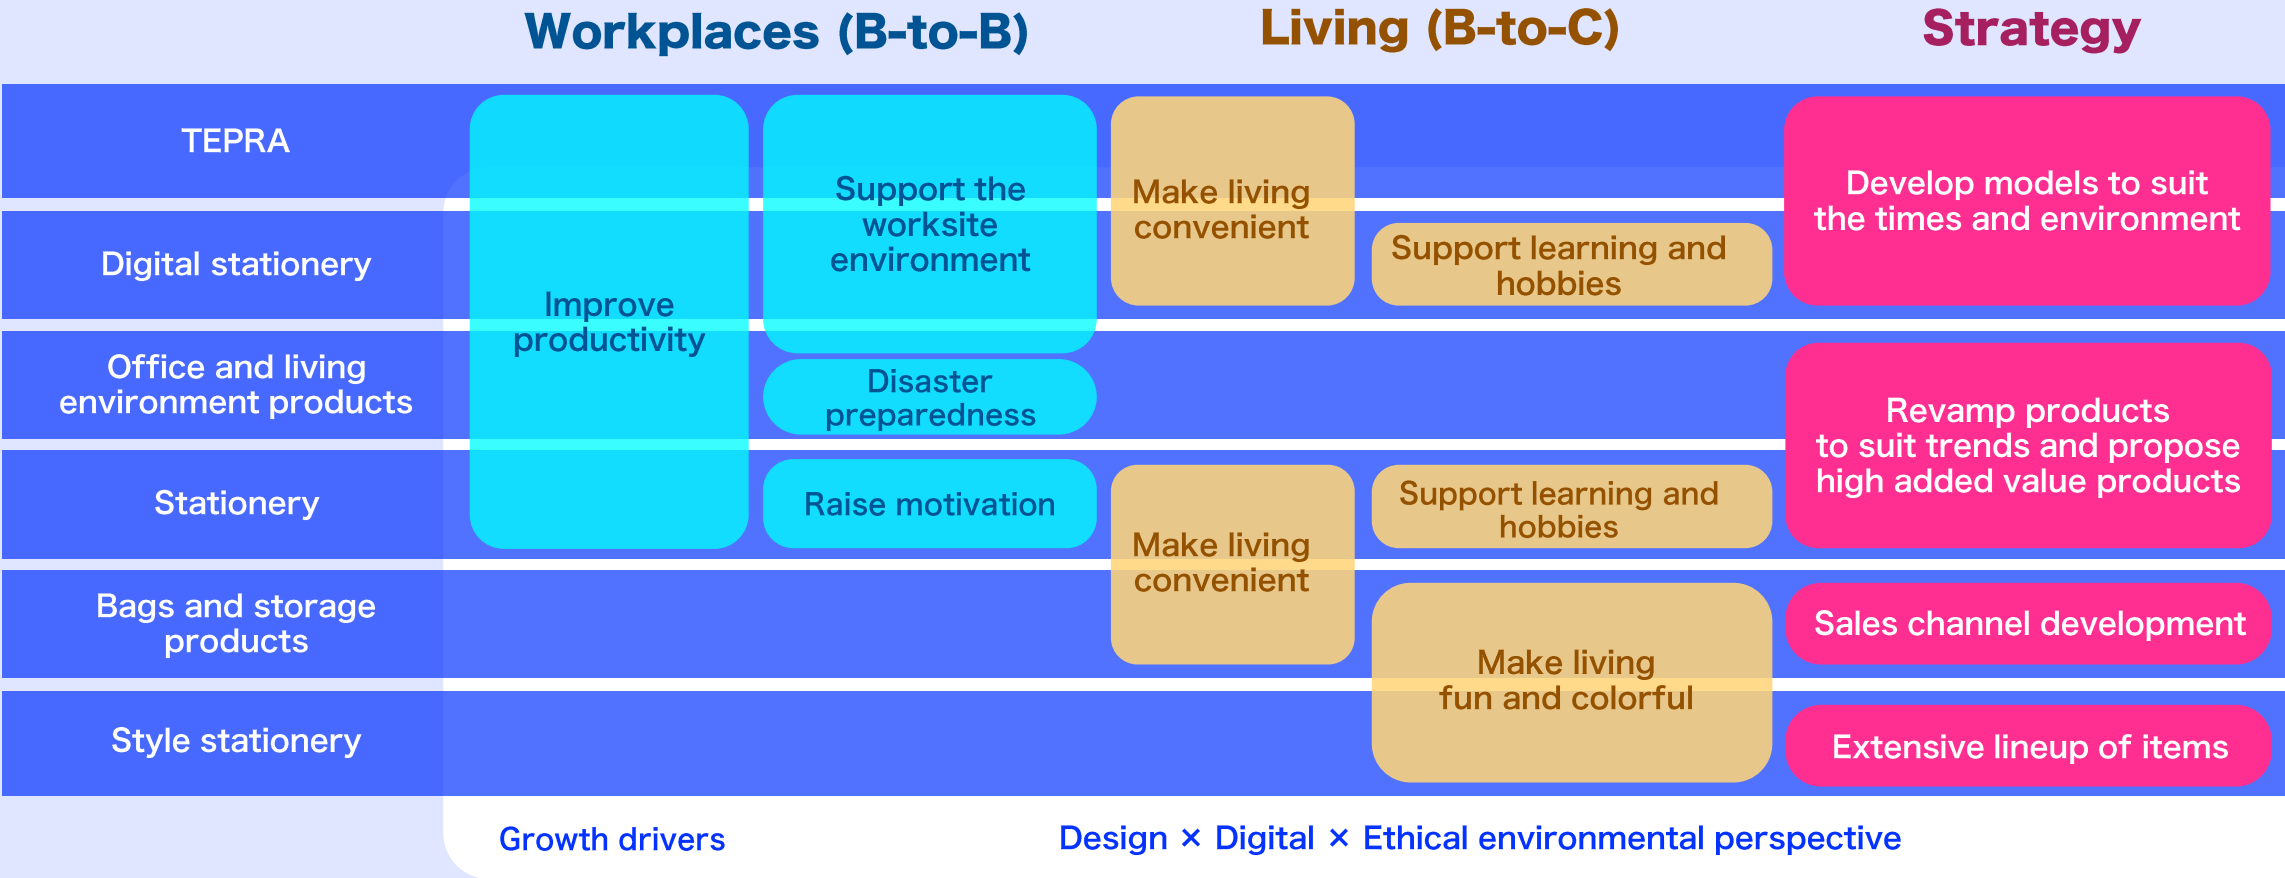 Workplaces (B-to-B)
Living (B-to-C)
Strategy
TEPRA
Digital stationery
Office and living
environment products
Stationery
Bags and storage
products
Style stationery
Improve
productivity
Support the
worksite
environment
Disaster
preparedness
Raise motivation
Make living
convenient
Support learning and
hobbies
Make living
convenient
Support learning and
hobbies
Make living
fun and colorful
Develop models to suit
the times and environment
Revamp products
to suit trends and propose
high added value products
Sales channel development
Extensive lineup of items
Growth drivers
Design × Digital × Ethical environmental perspective